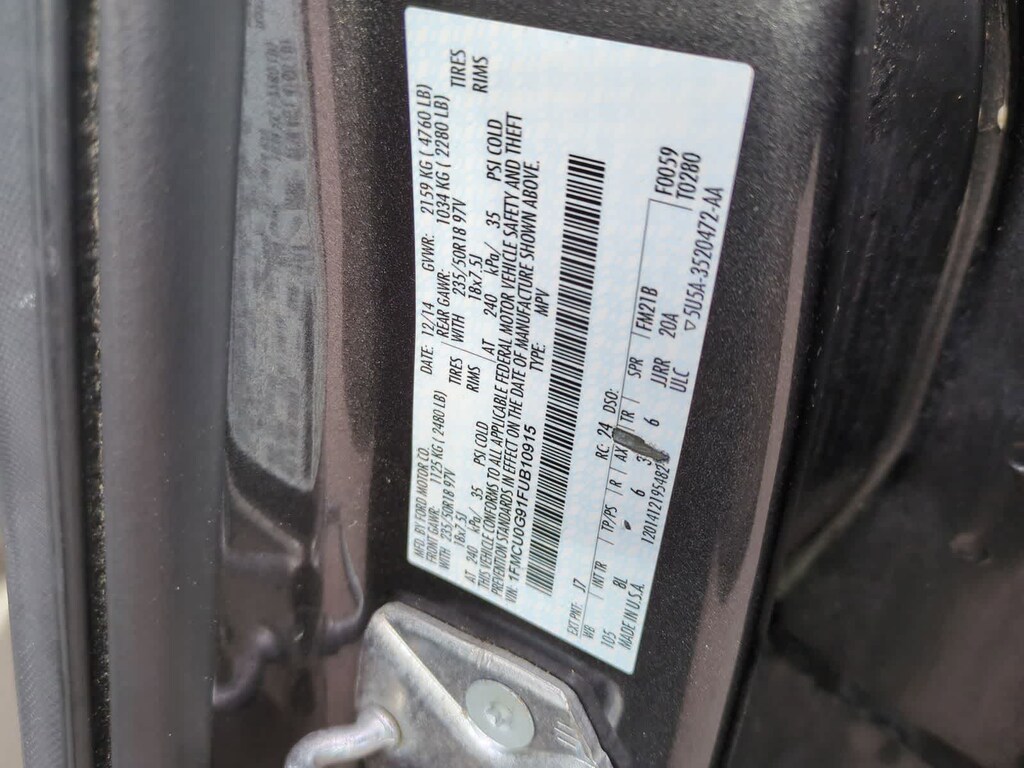 MFD. BY FORD MOTOR CO. DATE: 12/14 GVWR: 2159 KG ( 4760 LB)
FRONT GAWR: 1125 KG ( 2480 LB) REAR GAWR: 1034 KG ( 2280 LB)
WITH 235/50R18 97V TIRES WITH 235/50R18 97V TIRES
18x7.5J RIMS 18x7.5J RIMS
AT 240 kPa/ 35 PSI COLD AT 240 kPa/ 35 PSI COLD
THIS VEHICLE CONFORMS TO ALL APPLICABLE FEDERAL MOTOR VEHICLE SAFETY AND THEFT
PREVENTION STANDARDS IN EFFECT ON THE DATE OF MANUFACTURE SHOWN ABOVE.
VIN: 1FMCU0G91FUB10915 TYPE: MPV
EXT PNT: J7 RC: 24 DSO: F0059
WB INT TR TP/PS R AX TR SPR FM21B T0280
105 8L 6 3 6 JJRR 20A
MADE IN U.S.A. ULC
▽5U5A-3520472-AA